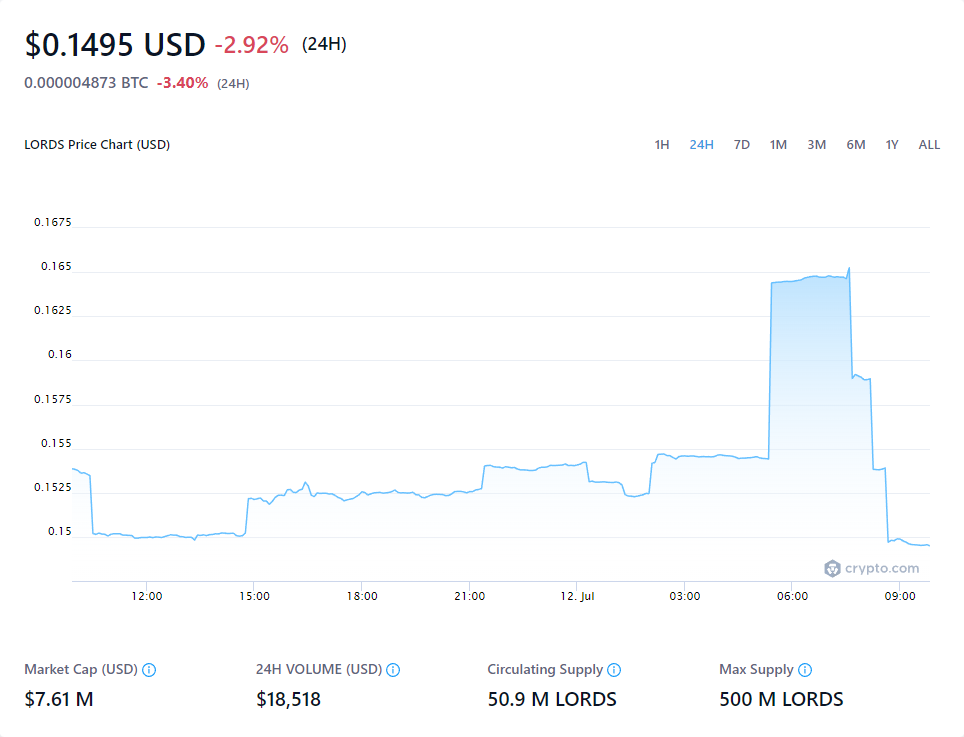 $0.1495 USD -2.92% (24H)
0.000004873 BTC -3.40% (24H)
LORDS Price Chart (USD) 1H 24H 7D 1M 3M 6M 1Y ALL
0.1675
0.165
0.1625
0.16
0.1575
0.155
0.1525
0.15
crypto.com
12:00 15:00 18:00 21:00 12. Jul 03:00 06:00 09:00
Market Cap (USD) 24H VOLUME (USD) Circulating Supply Max Supply
$7.61 M $18,518 50.9 M LORDS 500 M LORDS